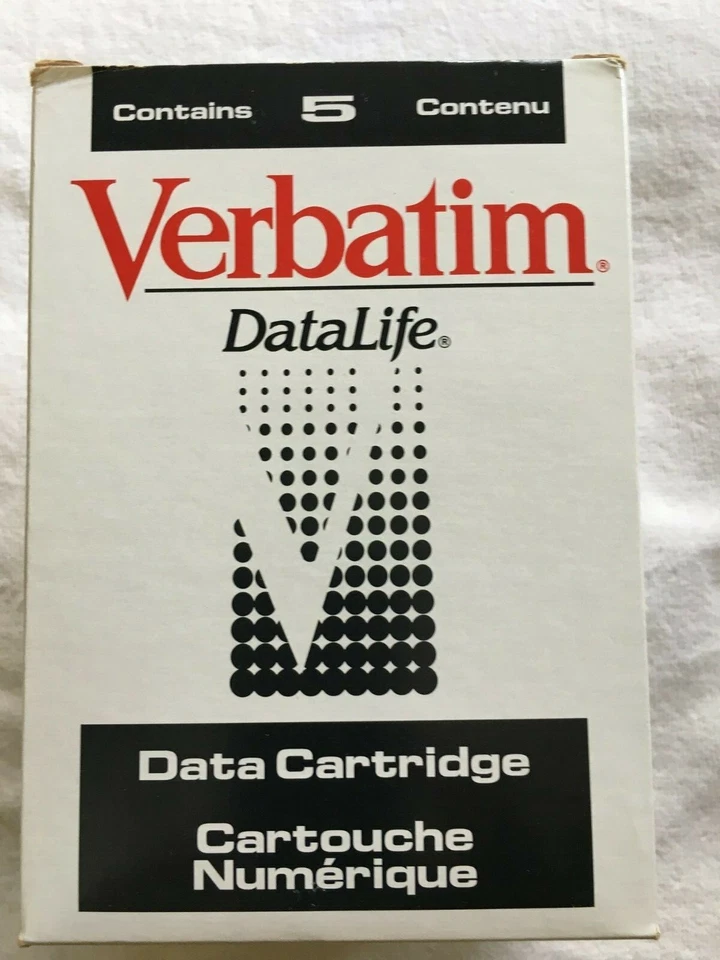 Contains 5 Contenu
Verbatim®
DataLife®
Data Cartridge
Cartouche
Numérique